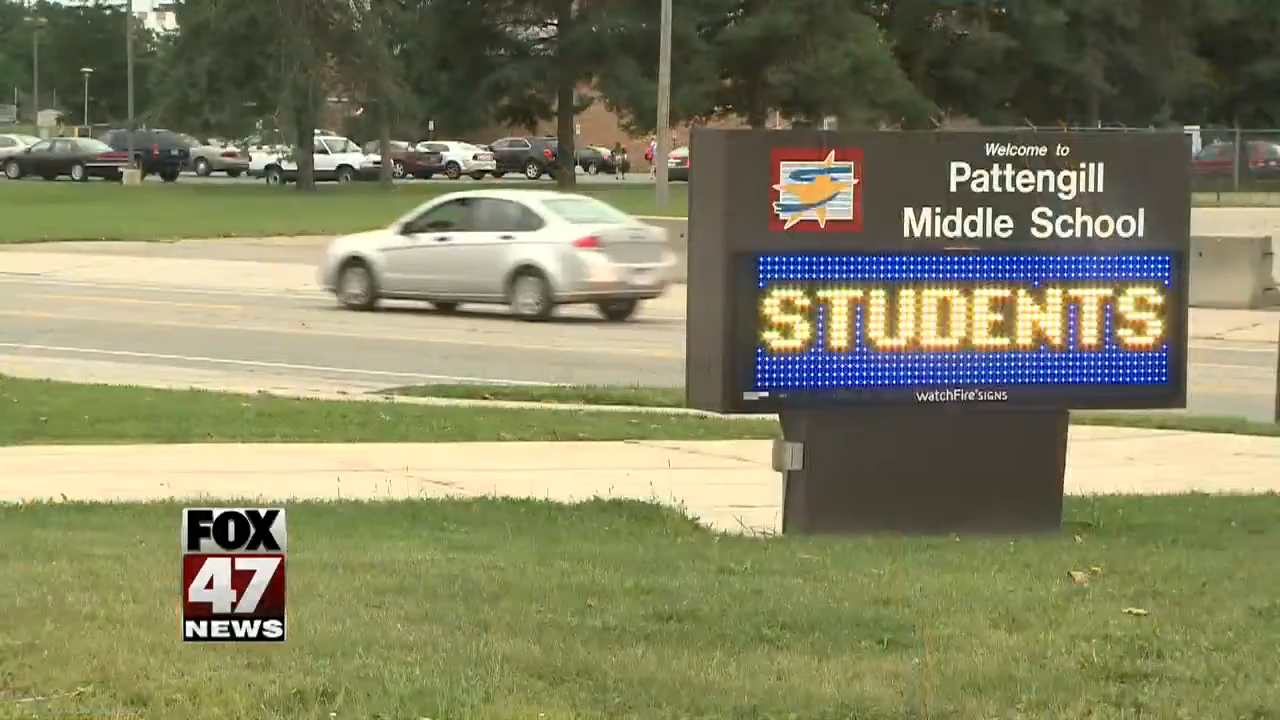 Welcome to
Pattengill
Middle School
STUDENTS
watchFire SIGNS
FOX
47
NEWS